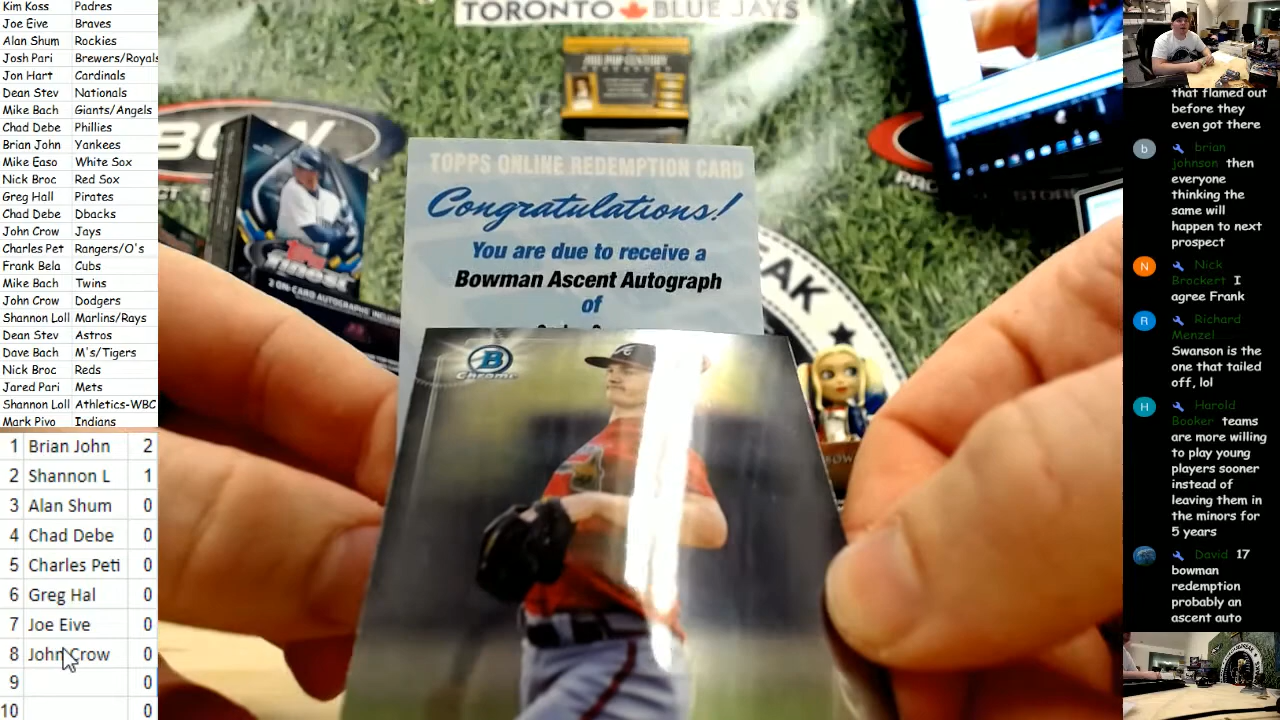 Kim Koss Padres
Joe Eive Braves
Alan Shum Rockies
Josh Pari Brewers/Royals
Jon Hart Cardinals
Dean Stev Nationals
Mike Bach Giants/Angels
Chad Debe Phillies
Brian John Yankees
Mike Easo White Sox
Nick Broc Red Sox
Greg Hall Pirates
Chad Debe Dbacks
John Crow Jays
Charles Pet Rangers/O's
Frank Bela Cubs
Mike Bach Twins
John Crow Dodgers
Shannon Loll Marlins/Rays
Dean Stev Astros
Dave Bach M's/Tigers
Nick Broc Reds
Jared Pari Mets
Shannon Loll Athletics-WBC
Mark Pivo Indians
1 Brian John 2
2 Shannon L 1
3 Alan Shum 0
4 Chad Debe 0
5 Charles Peti 0
6 Greg Hal 0
7 Joe Eive 0
8 John Crow 0
9 0
10 0
TORONTO BLUE JAYS
TOPPS ONLINE REDEMPTION CARD
Congratulations!
You are due to receive a
Bowman Ascent Autograph
of
B
CHROME
finest
2 ON-CARD AUTOGRAPHS
that flamed out
before they
even got there
brian
johnson then
everyone
thinking the
same will
happen to next
prospect
Nick
Brockert I
agree Frank
Richard
Menzel
Swanson is the
one that tailed
off, lol
Harold
Booker teams
are more willing
to play young
players sooner
instead of
leaving them in
the minors for
5 years
David 17
bowman
redemption
probably an
ascent auto